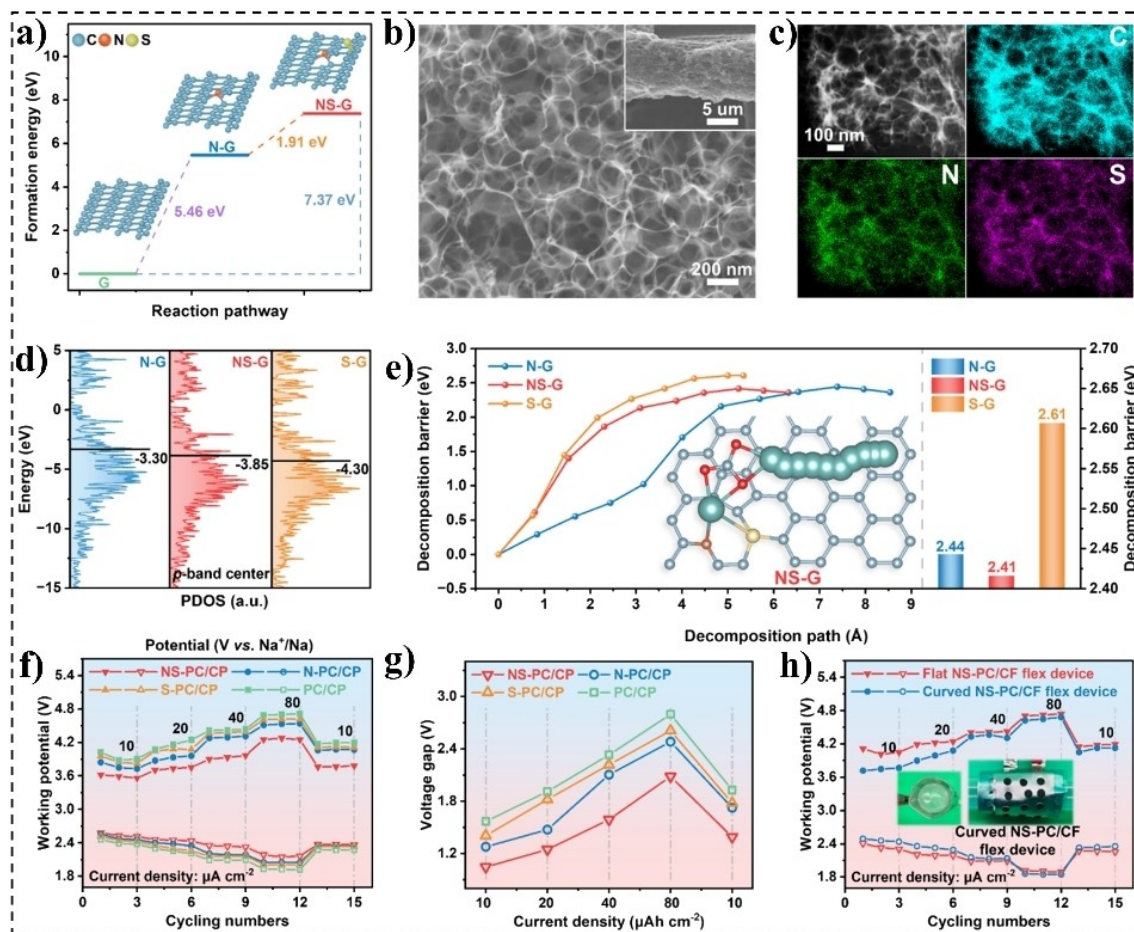 a)
C N S
Formation energy (eV)
10
8
6
4
2
0
G
5.46 eV
N-G
1.91 eV
NS-G
7.37 eV
Reaction pathway
b)
5 um
200 nm
c)
100 nm
C
N
S
d)
Energy (eV)
5
0
−5
−10
−15
N-G
NS-G
S-G
-3.30
-3.85
-4.30
p-band center
PDOS (a.u.)
e)
Decomposition barrier (eV)
3.0
2.5
2.0
1.5
1.0
0.5
0.0
−0.5
N-G
NS-G
S-G
NS-G
0 1 2 3 4 5 6 7 8 9
Decomposition path (Å)
N-G
NS-G
S-G
2.44
2.41
2.61
2.70
2.65
2.60
2.55
2.50
2.45
2.40
Decomposition barrier (eV)
f)
Potential (V vs. Na⁺/Na)
NS-PC/CP N-PC/CP
S-PC/CP PC/CP
Working potential (V)
5.4
4.8
4.2
3.6
3.0
2.4
1.8
10 20 40 80 10
Current density: μA cm⁻²
0 3 6 9 12 15
Cycling numbers
g)
NS-PC/CP N-PC/CP
S-PC/CP PC/CP
Voltage gap (V)
3.0
2.4
1.8
1.2
10 20 40 80 10
Current density (μAh cm⁻²)
h)
Flat NS-PC/CF flex device
Curved NS-PC/CF flex device
Working potential (V)
5.4
4.8
4.2
3.6
3.0
2.4
1.8
10 20 40 80 10
Curved NS-PC/CF
flex device
Current density: μA cm⁻²
0 3 6 9 12 15
Cycling numbers